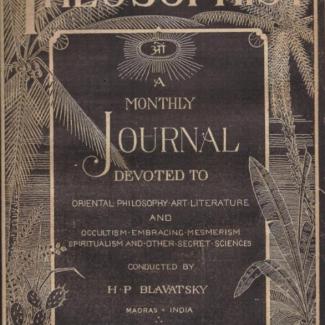 ओं
A
MONTHLY
JOURNAL
DEVOTED TO
ORIENTAL·PHILOSOPHY·ART·LITERATURE
AND
OCCULTISM·EMBRACING·MESMERISM
SPIRITUALISM·AND·OTHER·SECRET·SCIENCES
CONDUCTED BY
H·P BLAVATSKY
MADRAS·INDIA